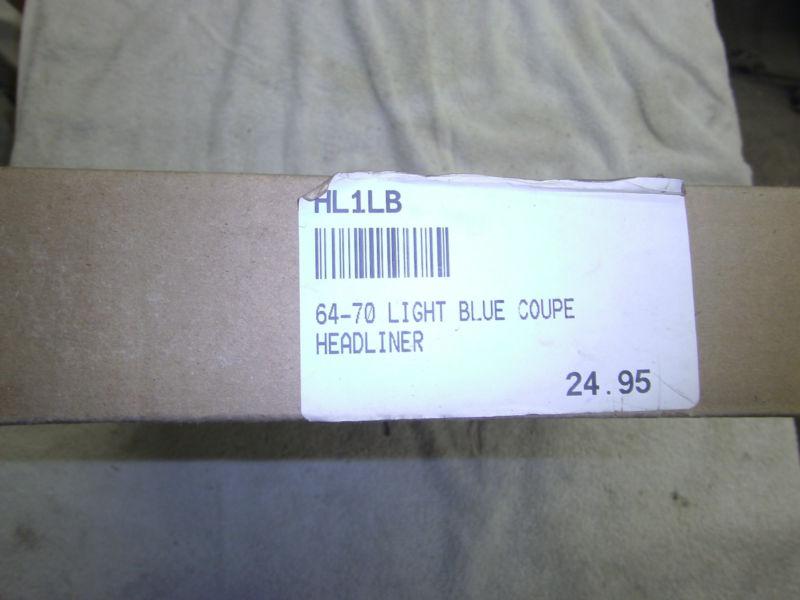 HL1LB
64-70 LIGHT BLUE COUPE
HEADLINER
24.95